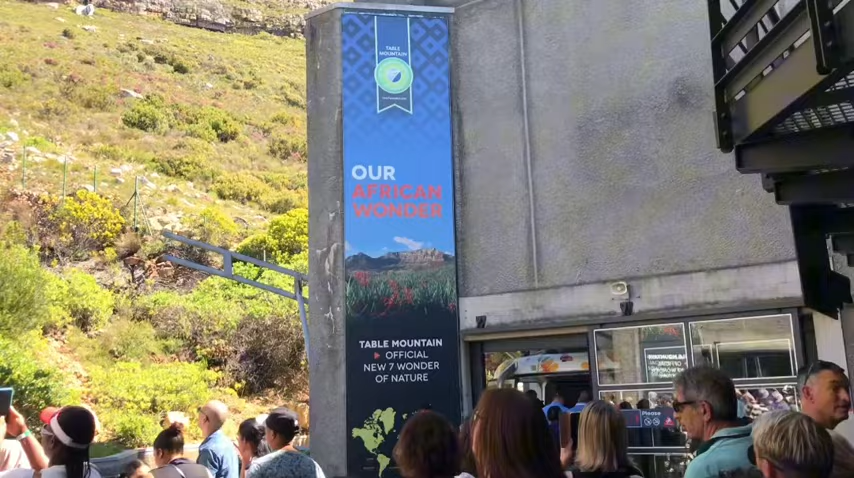 TABLE
MOUNTAIN
OUR
AFRICAN
WONDER
TABLE MOUNTAIN
OFFICIAL
NEW 7 WONDER
OF NATURE
Please